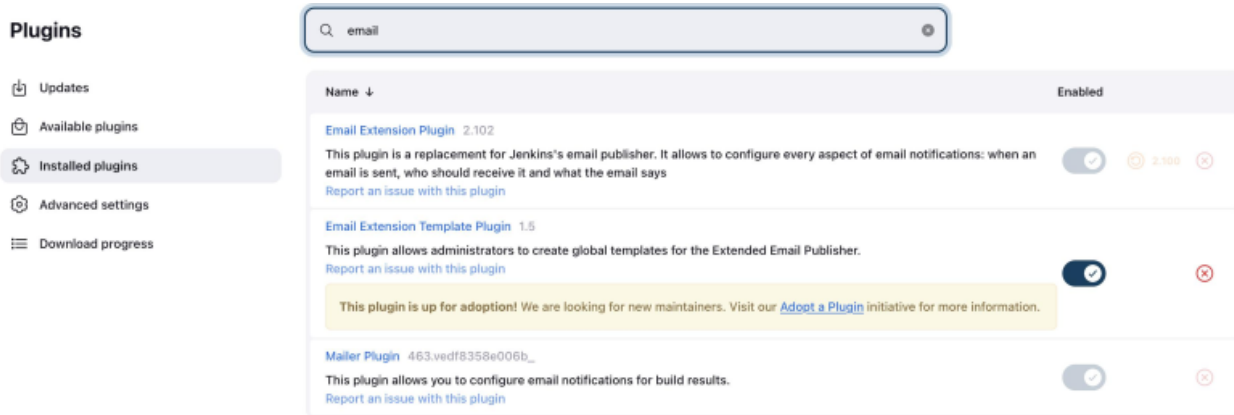 Plugins
email
Updates
Available plugins
Installed plugins
Advanced settings
Download progress
Name ↓ Enabled
Email Extension Plugin 2.102
This plugin is a replacement for Jenkins's email publisher. It allows to configure every aspect of email notifications: when an
email is sent, who should receive it and what the email says
Report an issue with this plugin
2.100
Email Extension Template Plugin 1.5
This plugin allows administrators to create global templates for the Extended Email Publisher.
Report an issue with this plugin
This plugin is up for adoption! We are looking for new maintainers. Visit our Adopt a Plugin initiative for more information.
Mailer Plugin 463.vedf8358e006b_
This plugin allows you to configure email notifications for build results.
Report an issue with this plugin